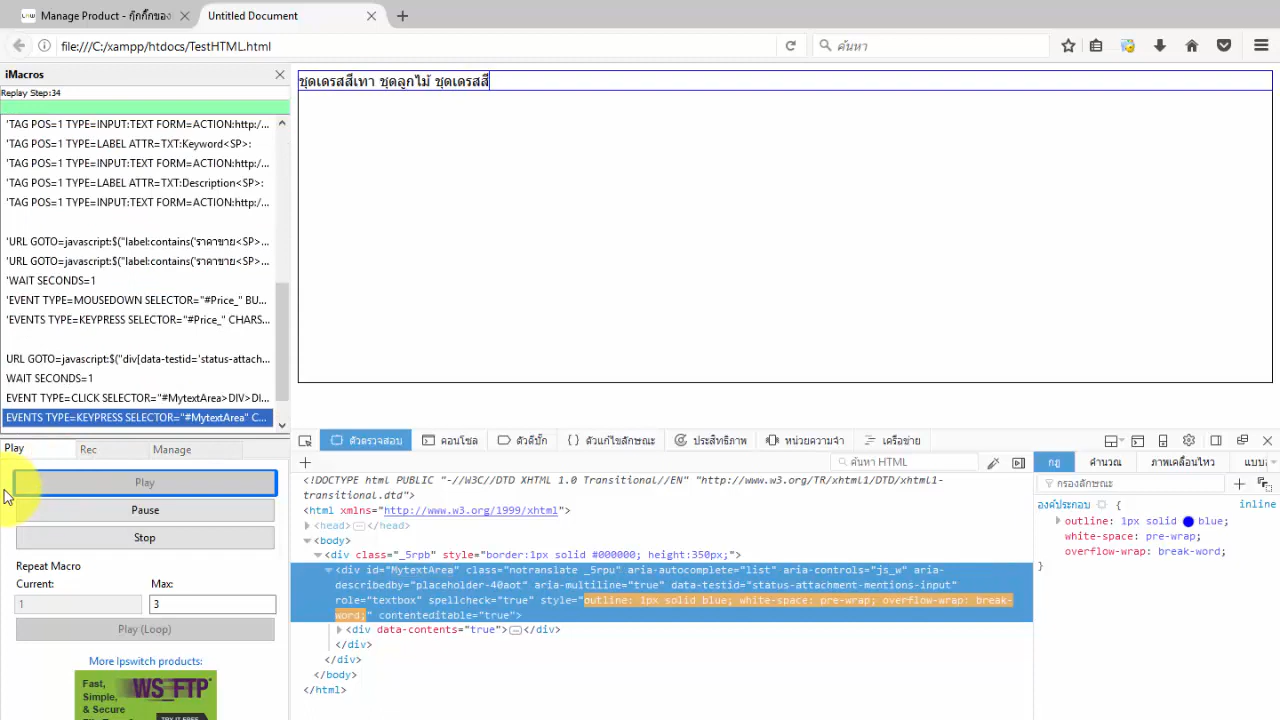 Manage Product - กุ๊กกิ๊กของ
Untitled Document
file:///C:/xampp/htdocs/TestHTML.html
ค้นหา
iMacros
Replay Step:34
'TAG POS=1 TYPE=INPUT:TEXT FORM=ACTION:http:/...
'TAG POS=1 TYPE=LABEL ATTR=TXT:Keyword<SP>:
'TAG POS=1 TYPE=INPUT:TEXT FORM=ACTION:http:/...
'TAG POS=1 TYPE=LABEL ATTR=TXT:Description<SP>:
'TAG POS=1 TYPE=INPUT:TEXT FORM=ACTION:http:/...
'URL GOTO=javascript:$("label:contains('ราคาขาย<SP>...
'URL GOTO=javascript:$("label:contains('ราคาขาย<SP>...
'WAIT SECONDS=1
'EVENT TYPE=MOUSEDOWN SELECTOR="#Price_" BU...
'EVENTS TYPE=KEYPRESS SELECTOR="#Price_" CHARS...
URL GOTO=javascript:$("div[data-testid='status-attach...
WAIT SECONDS=1
EVENT TYPE=CLICK SELECTOR="#MytextArea>DIV>DI...
EVENTS TYPE=KEYPRESS SELECTOR="#MytextArea" C...
Play
Rec
Manage
Play
Pause
Stop
Repeat Macro
Current:
Max:
1
3
Play (Loop)
More Ipswitch products:
Fast,
Simple,
& Secure
WS_FTP
TRY IT FREE
ชุดเดรสสีเทา ชุดลูกไม้ ชุดเดรสสี
ตัวตรวจสอบ
คอนโซล
ตัวดีบั๊ก
ตัวแก้ไขลักษณะ
ประสิทธิภาพ
หน่วยความจำ
เครือข่าย
ค้นหา HTML
<!DOCTYPE html PUBLIC "-//W3C//DTD XHTML 1.0 Transitional//EN" "http://www.w3.org/TR/xhtml1/DTD/xhtml1-
transitional.dtd">
<html xmlns="http://www.w3.org/1999/xhtml">
<head></head>
<body>
<div class="_5rpb" style="border:1px solid #000000; height:350px;">
<div id="MytextArea" class="notranslate _5rpu" aria-autocomplete="list" aria-controls="js_w" aria-
describedby="placeholder-40aot" aria-multiline="true" data-testid="status-attachment-mentions-input"
role="textbox" spellcheck="true" style="outline: 1px solid blue; white-space: pre-wrap; overflow-wrap: break-
word;" contenteditable="true">
<div data-contents="true"></div>
</div>
</div>
</body>
</html>
กฎ
คำนวณ
ภาพเคลื่อนไหว
แบบ
กรองลักษณะ
องค์ประกอบ {
inline
outline: 1px solid blue;
white-space: pre-wrap;
overflow-wrap: break-word;
}